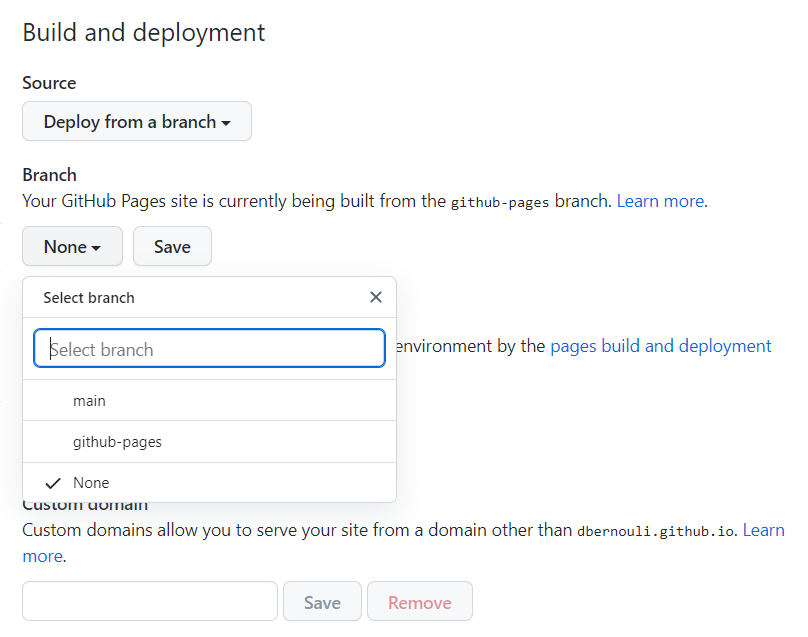 Build and deployment
Source
Deploy from a branch
Branch
Your GitHub Pages site is currently being built from the github-pages branch. Learn more.
None
Save
Select branch
Select branch
environment by the pages build and deployment
main
github-pages
None
Custom domain
Custom domains allow you to serve your site from a domain other than dbernouli.github.io. Learn
more.
Save
Remove